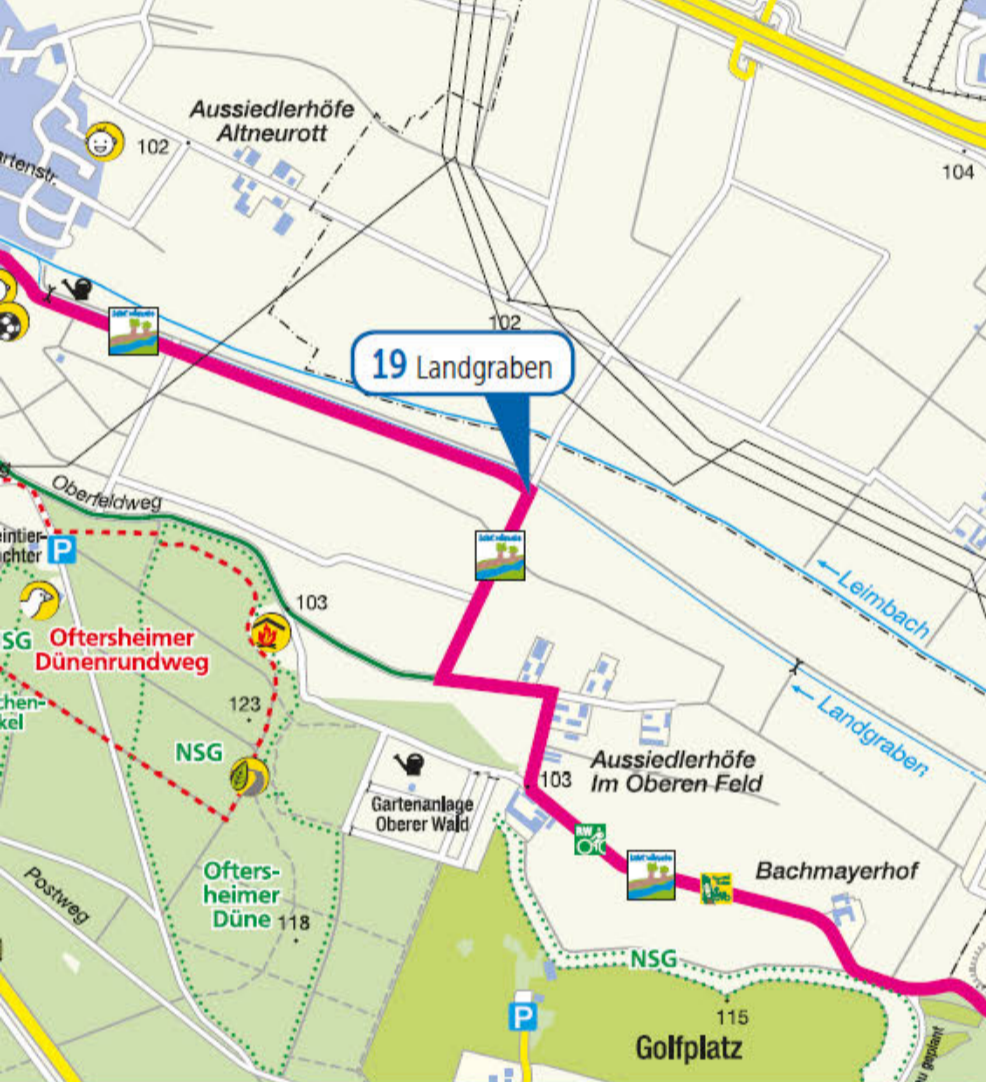 Aussiedlerhöfe
Altneurott
102
104
102
19 Landgraben
Oberfeldweg
P
103
Oftersheimer
Dünenrundweg
123
NSG
Leimbach
Landgraben
Aussiedlerhöfe
Im Oberen Feld
103
Gartenanlage
Oberer Wald
RW
Bachmayerhof
Ofters-
heimer
Düne
118
Postweg
NSG
P
115
Golfplatz